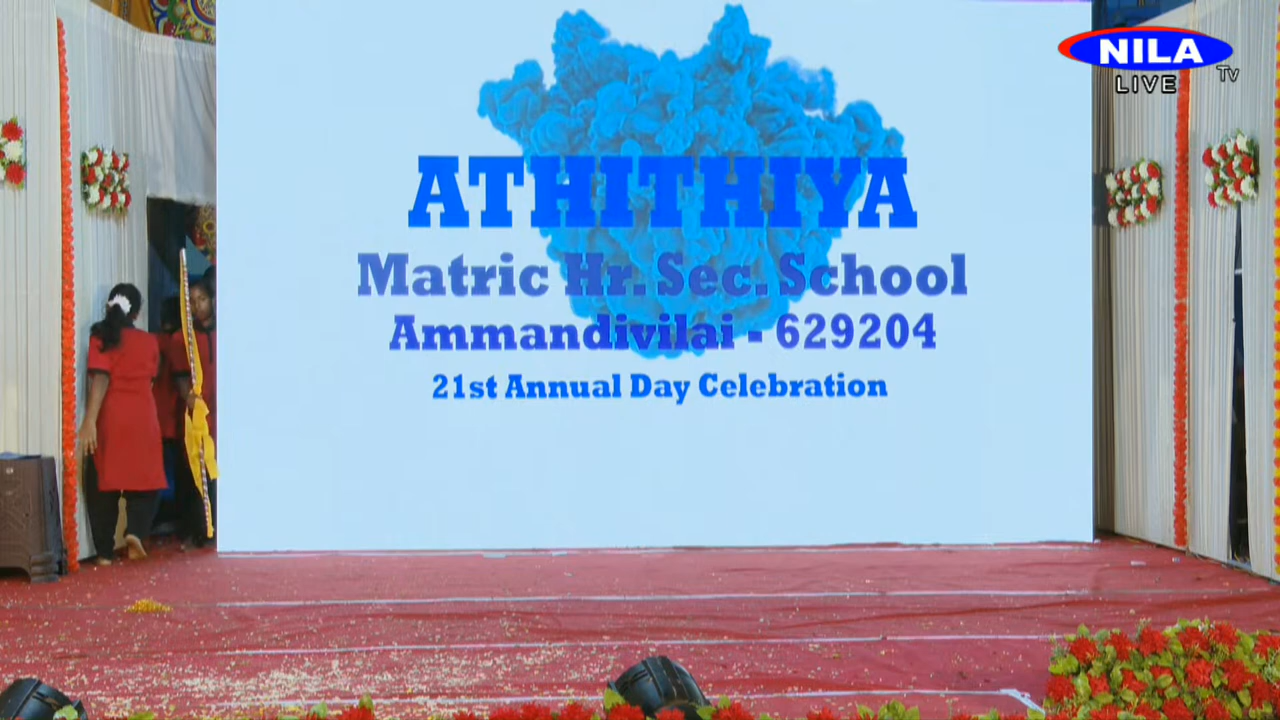 NILA
LIVE Tv
ATHITHIYA
Matric Hr. Sec. School
Ammandivilai - 629204
21st Annual Day Celebration